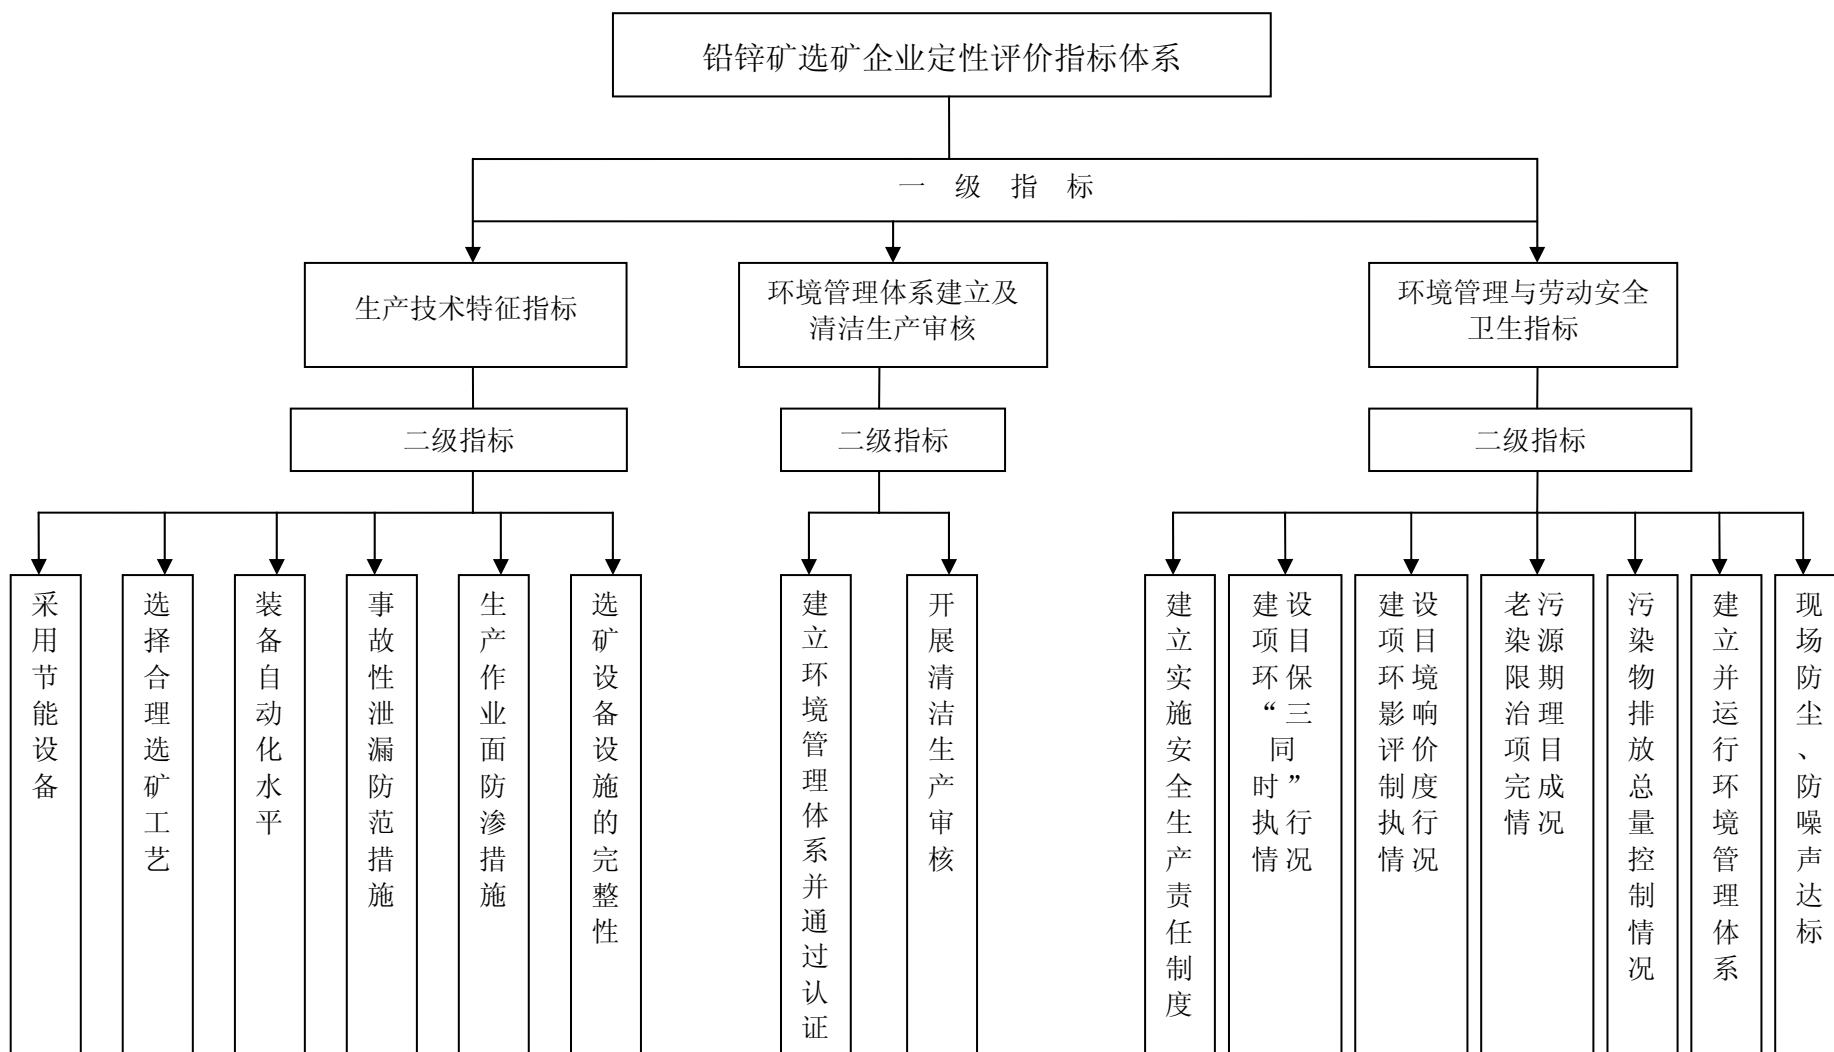 铅锌矿选矿企业定性评价指标体系
一 级 指 标
生产技术特征指标
环境管理体系建立及
清洁生产审核
环境管理与劳动安全
卫生指标
二级指标
二级指标
二级指标
采用节能设备
选择合理选矿工艺
装备自动化水平
事故性泄漏防范措施
生产作业面防渗措施
选矿设备设施的完整性
建立环境管理体系并通过认证
开展清洁生产审核
建立实施安全生产责任制度
建设
项目
环保
“三
同
时”
执行
情况
建设
项目
环境
影响
评价
制度
执行
情况
老污
染源
限期
治理
项目
完成
情况
污染物排放总量控制情况
建立并运行环境管理体系
现场防尘、防噪声达标